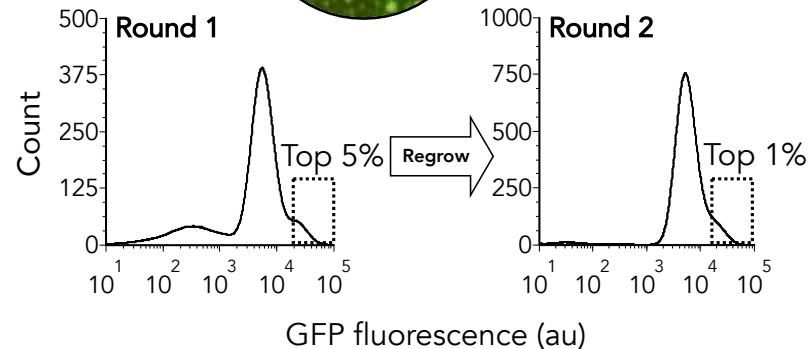 Round 1
Count
500
375
250
125
0
Top 5%
10^1 10^2 10^3 10^4 10^5
Regrow
Round 2
1000
750
500
250
0
Top 1%
10^1 10^2 10^3 10^4 10^5
GFP fluorescence (au)